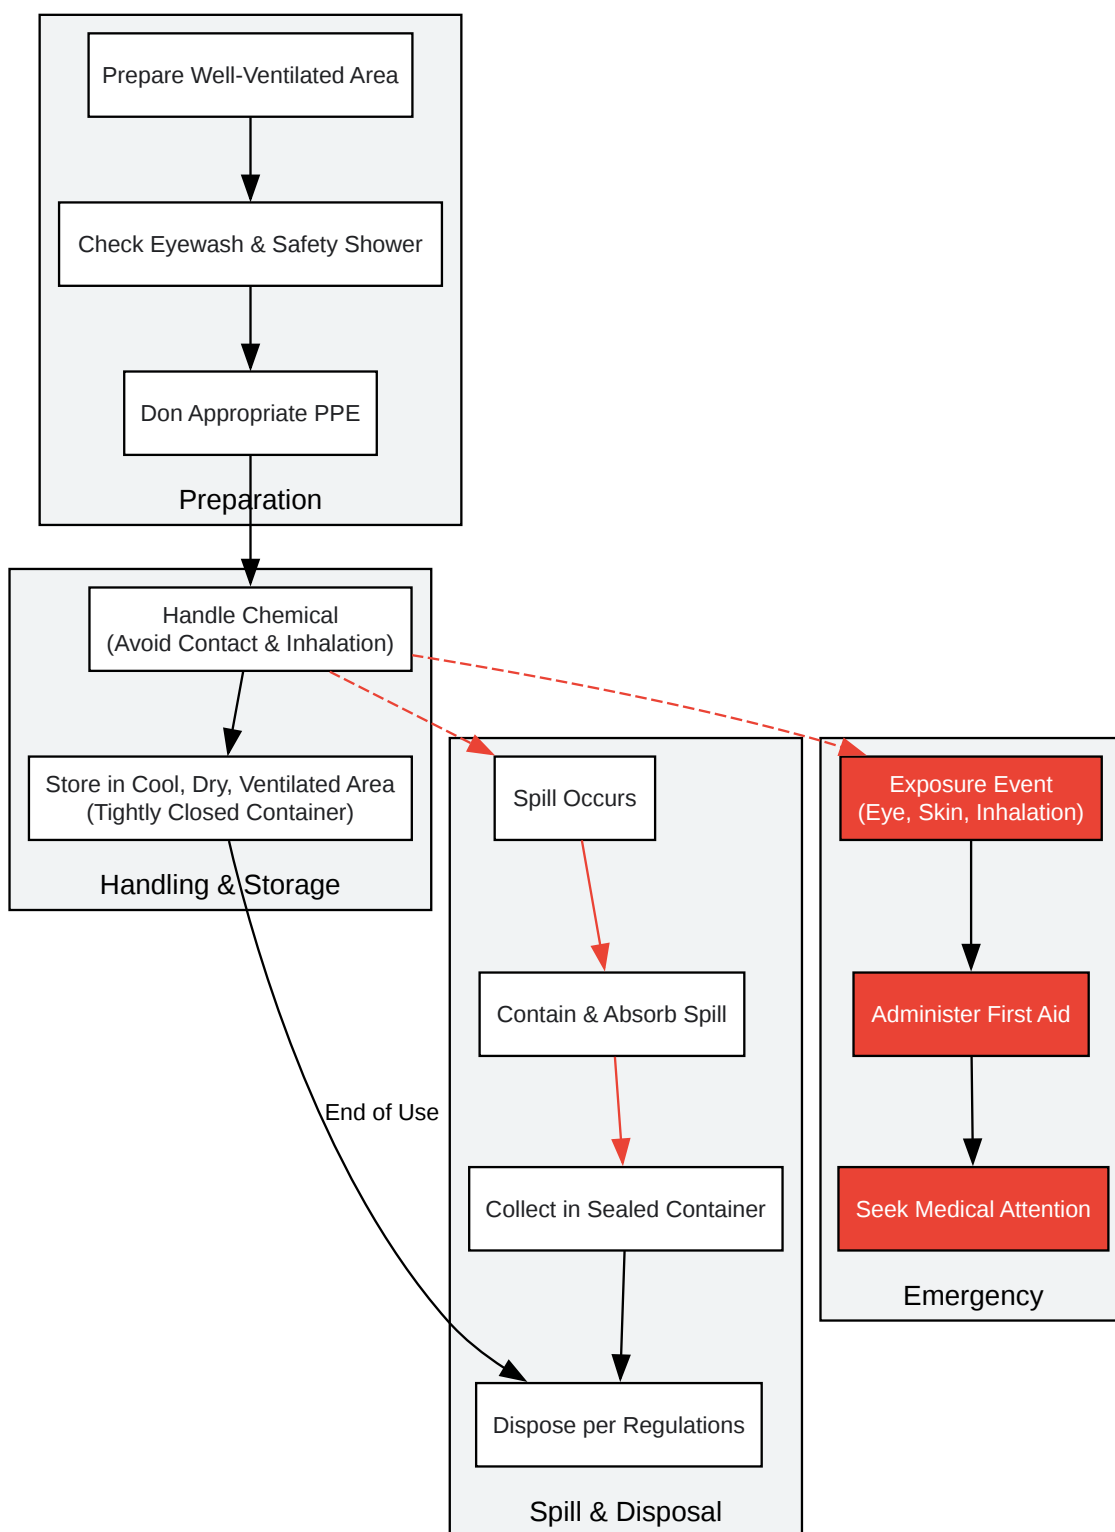 Prepare Well-Ventilated Area
Check Eyewash & Safety Shower
Don Appropriate PPE
Preparation
Handle Chemical
(Avoid Contact & Inhalation)
Store in Cool, Dry, Ventilated Area
(Tightly Closed Container)
Handling & Storage
Spill Occurs
Exposure Event
(Eye, Skin, Inhalation)
Contain & Absorb Spill
Administer First Aid
End of Use
Collect in Sealed Container
Seek Medical Attention
Emergency
Dispose per Regulations
Spill & Disposal